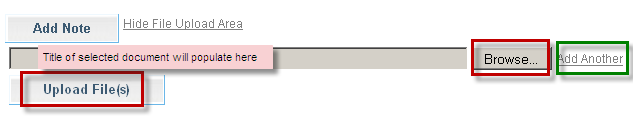 Add Note Hide File Upload Area
Title of selected document will populate here Browse... Add Another
Upload File(s)